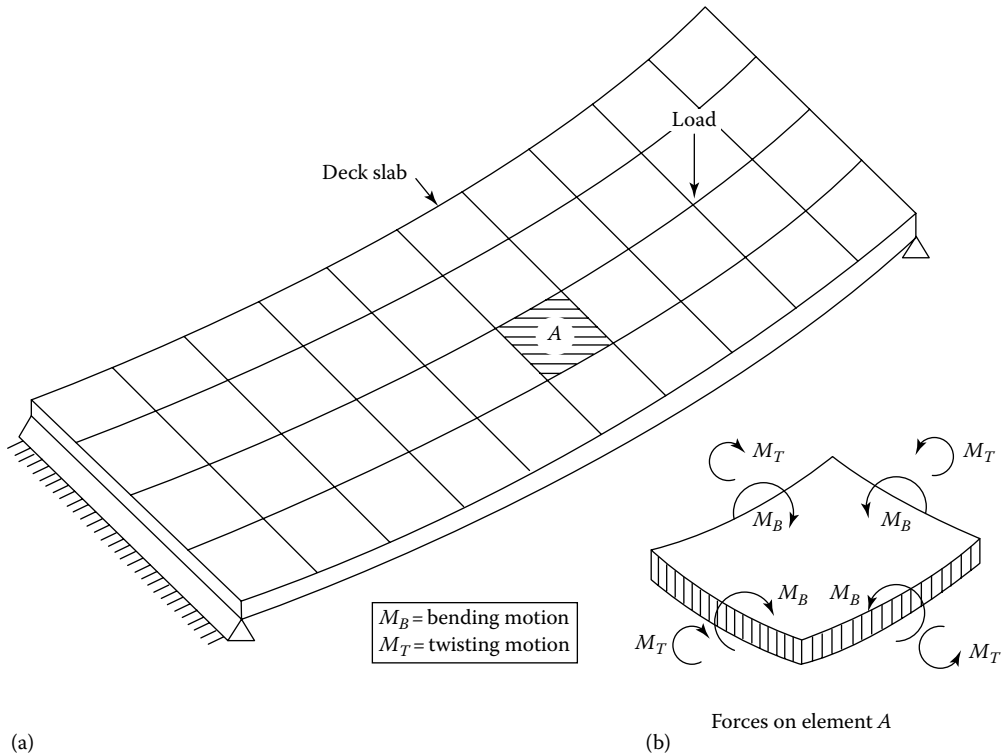 Load
Deck slab
A
M_T
M_T
M_B
M_B
M_B
M_B
M_B = bending motion
M_T = twisting motion
M_T
M_T
Forces on element A
(a)
(b)